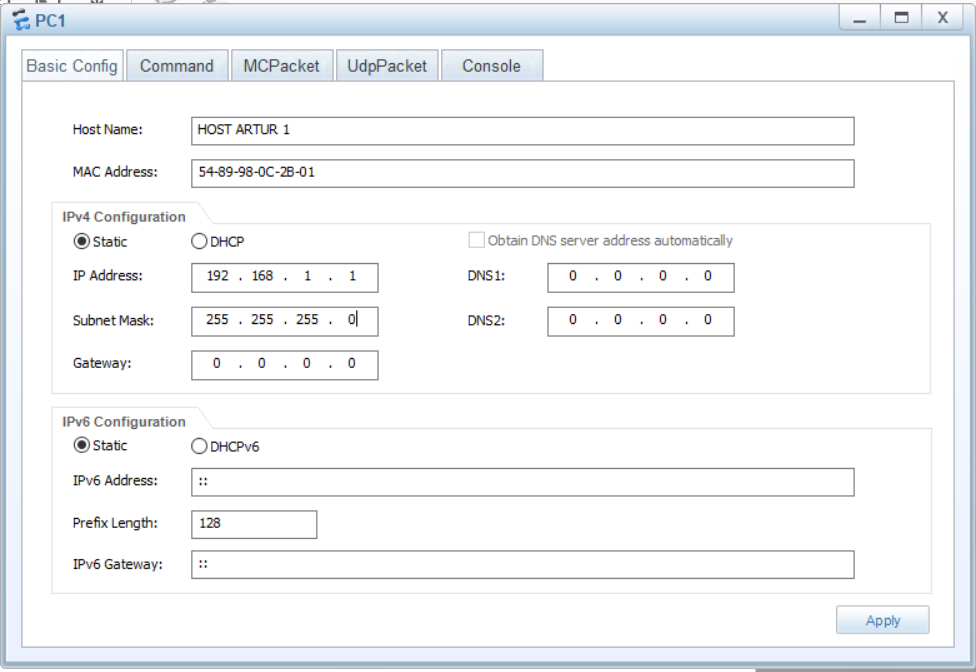 PC1
Basic Config Command MCPacket UdpPacket Console
Host Name: HOST ARTUR 1
MAC Address: 54-89-98-0C-2B-01
IPv4 Configuration
Static DHCP Obtain DNS server address automatically
IP Address: 192 . 168 . 1 . 1 DNS1: 0 . 0 . 0 . 0
Subnet Mask: 255 . 255 . 255 . 0 DNS2: 0 . 0 . 0 . 0
Gateway: 0 . 0 . 0 . 0
IPv6 Configuration
Static DHCPv6
IPv6 Address: ::
Prefix Length: 128
IPv6 Gateway: ::
Apply